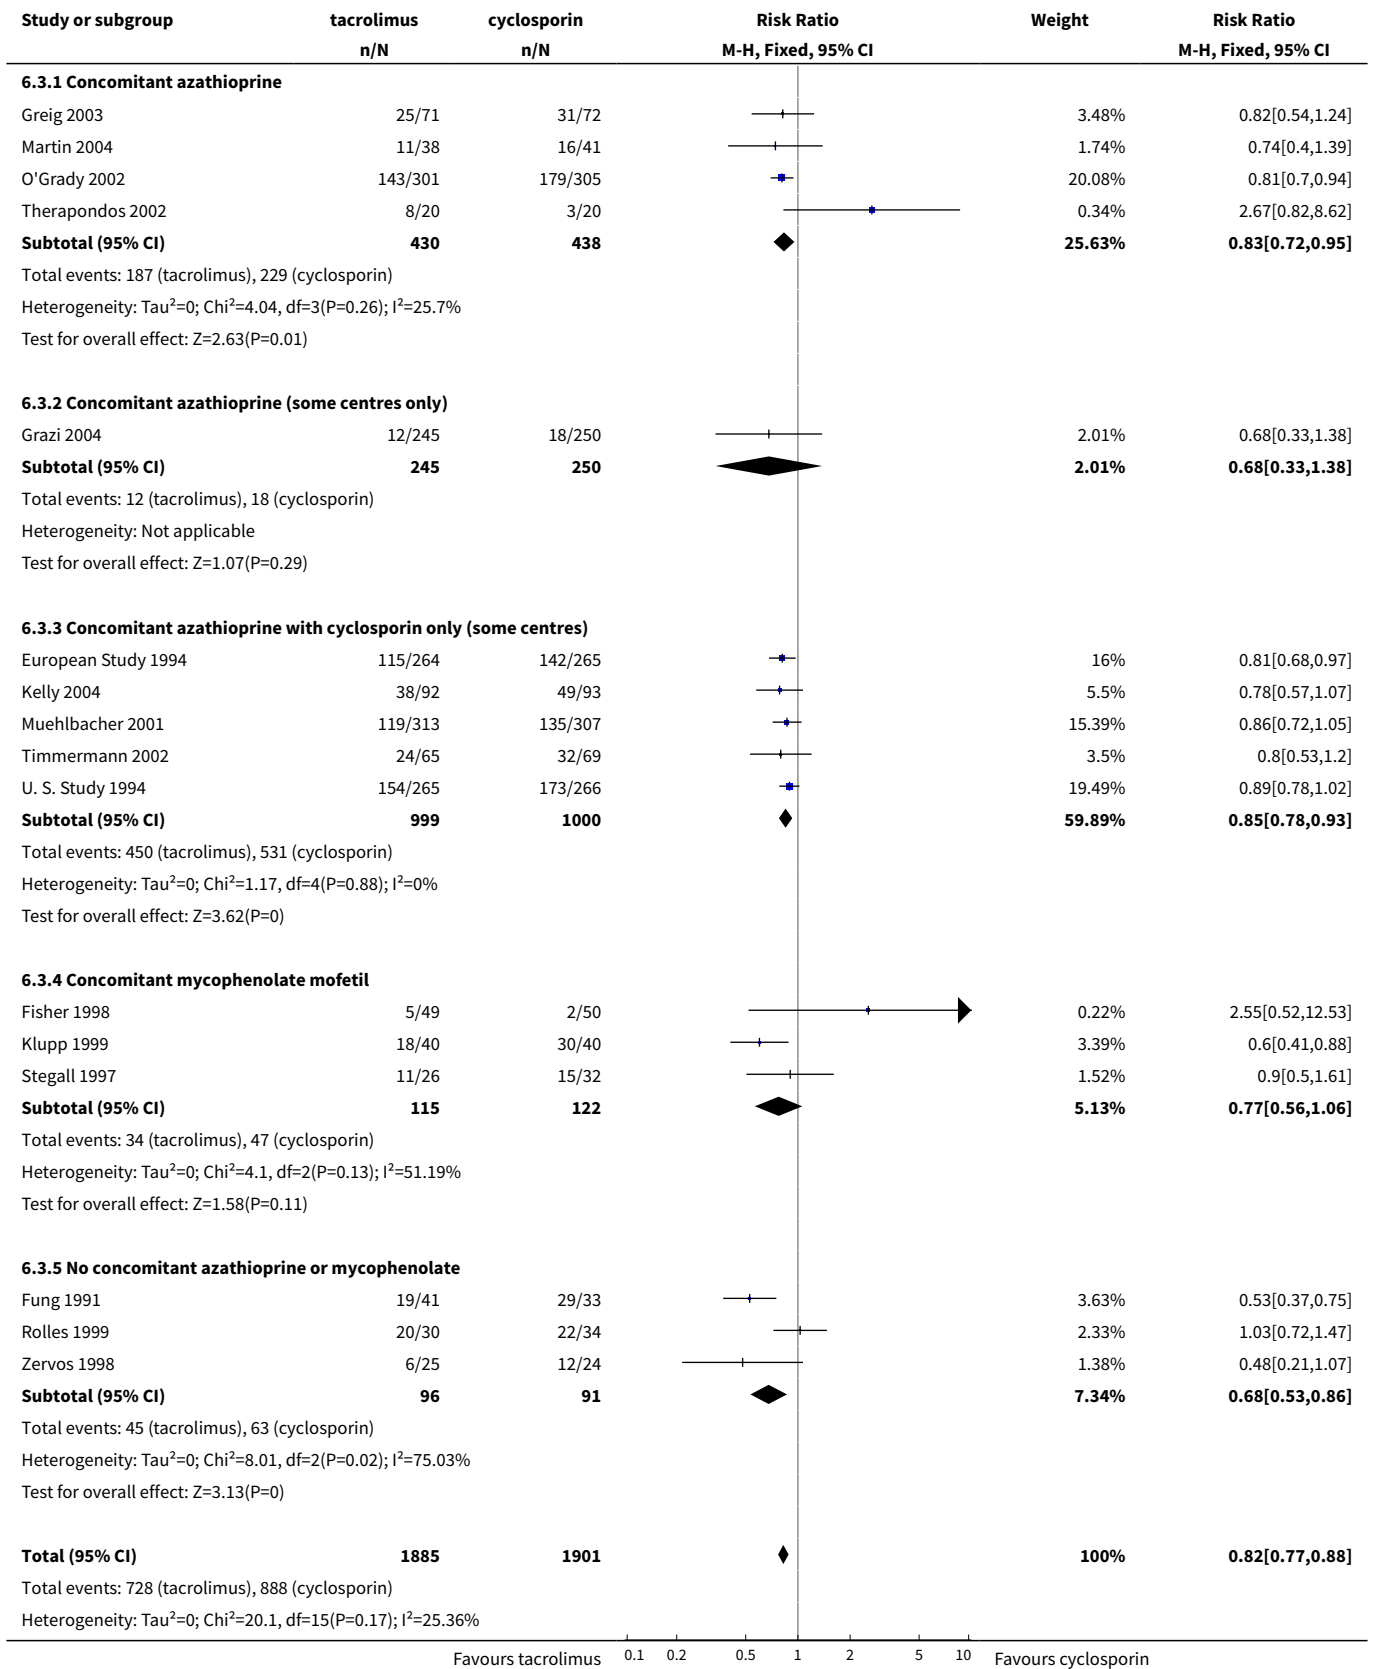 Study or subgroup tacrolimus cyclosporin Risk Ratio Weight Risk Ratio
n/N n/N M-H, Fixed, 95% CI M-H, Fixed, 95% CI
6.3.1 Concomitant azathioprine
Greig 2003 25/71 31/72 3.48% 0.82[0.54,1.24]
Martin 2004 11/38 16/41 1.74% 0.74[0.4,1.39]
O'Grady 2002 143/301 179/305 20.08% 0.81[0.7,0.94]
Therapondos 2002 8/20 3/20 0.34% 2.67[0.82,8.62]
Subtotal (95% CI) 430 438 25.63% 0.83[0.72,0.95]
Total events: 187 (tacrolimus), 229 (cyclosporin)
Heterogeneity: Tau²=0; Chi²=4.04, df=3(P=0.26); I²=25.7%
Test for overall effect: Z=2.63(P=0.01)
6.3.2 Concomitant azathioprine (some centres only)
Grazi 2004 12/245 18/250 2.01% 0.68[0.33,1.38]
Subtotal (95% CI) 245 250 2.01% 0.68[0.33,1.38]
Total events: 12 (tacrolimus), 18 (cyclosporin)
Heterogeneity: Not applicable
Test for overall effect: Z=1.07(P=0.29)
6.3.3 Concomitant azathioprine with cyclosporin only (some centres)
European Study 1994 115/264 142/265 16% 0.81[0.68,0.97]
Kelly 2004 38/92 49/93 5.5% 0.78[0.57,1.07]
Muehlbacher 2001 119/313 135/307 15.39% 0.86[0.72,1.05]
Timmermann 2002 24/65 32/69 3.5% 0.8[0.53,1.2]
U. S. Study 1994 154/265 173/266 19.49% 0.89[0.78,1.02]
Subtotal (95% CI) 999 1000 59.89% 0.85[0.78,0.93]
Total events: 450 (tacrolimus), 531 (cyclosporin)
Heterogeneity: Tau²=0; Chi²=1.17, df=4(P=0.88); I²=0%
Test for overall effect: Z=3.62(P=0)
6.3.4 Concomitant mycophenolate mofetil
Fisher 1998 5/49 2/50 0.22% 2.55[0.52,12.53]
Klupp 1999 18/40 30/40 3.39% 0.6[0.41,0.88]
Stegall 1997 11/26 15/32 1.52% 0.9[0.5,1.61]
Subtotal (95% CI) 115 122 5.13% 0.77[0.56,1.06]
Total events: 34 (tacrolimus), 47 (cyclosporin)
Heterogeneity: Tau²=0; Chi²=4.1, df=2(P=0.13); I²=51.19%
Test for overall effect: Z=1.58(P=0.11)
6.3.5 No concomitant azathioprine or mycophenolate
Fung 1991 19/41 29/33 3.63% 0.53[0.37,0.75]
Rolles 1999 20/30 22/34 2.33% 1.03[0.72,1.47]
Zervos 1998 6/25 12/24 1.38% 0.48[0.21,1.07]
Subtotal (95% CI) 96 91 7.34% 0.68[0.53,0.86]
Total events: 45 (tacrolimus), 63 (cyclosporin)
Heterogeneity: Tau²=0; Chi²=8.01, df=2(P=0.02); I²=75.03%
Test for overall effect: Z=3.13(P=0)
Total (95% CI) 1885 1901 100% 0.82[0.77,0.88]
Total events: 728 (tacrolimus), 888 (cyclosporin)
Heterogeneity: Tau²=0; Chi²=20.1, df=15(P=0.17); I²=25.36%
Favours tacrolimus 0.1 0.2 0.5 1 2 5 10 Favours cyclosporin